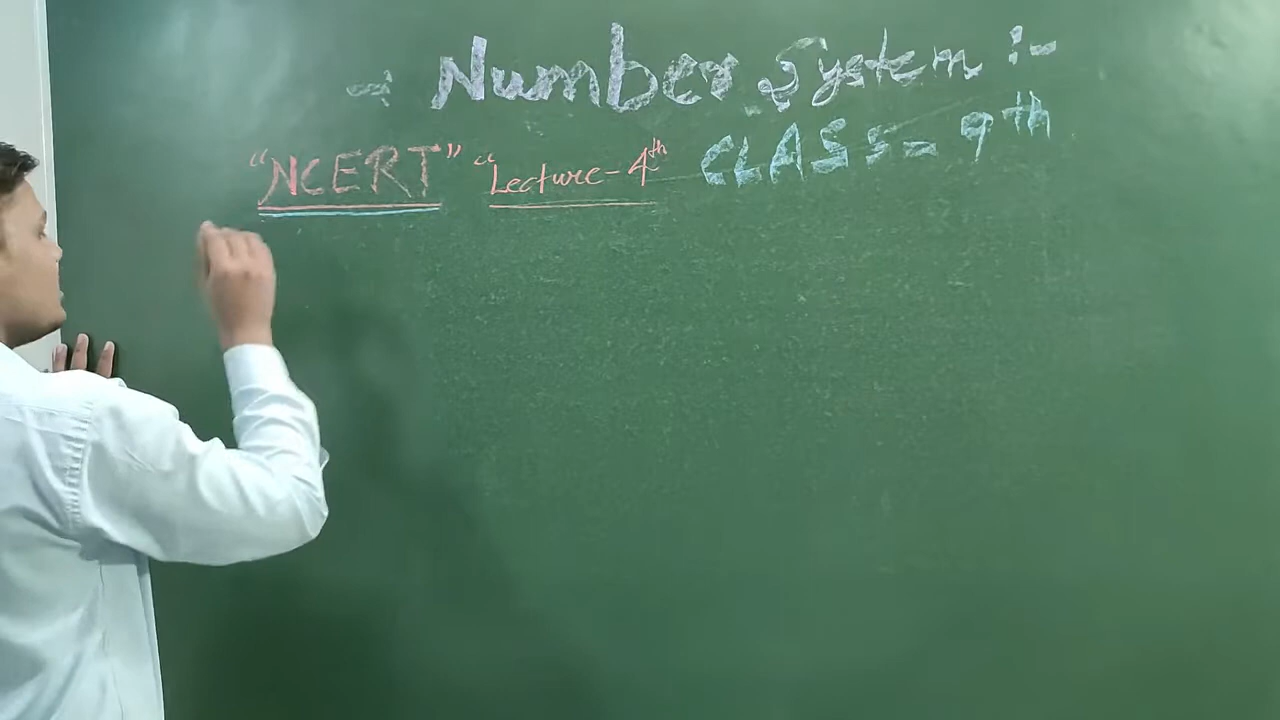 Number System :-
"NCERT" "Lecture-4th CLASS = 9th